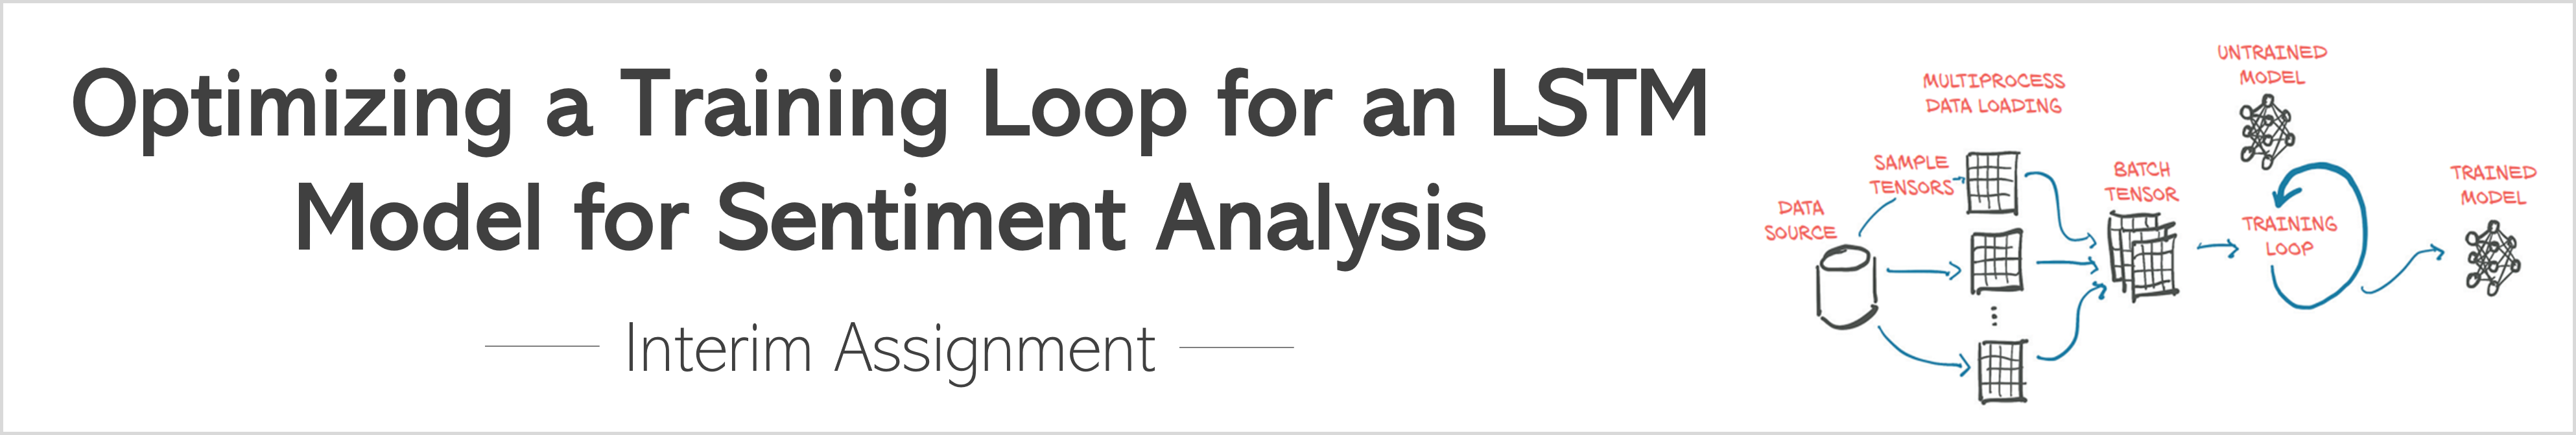 Optimizing a Training Loop for an LSTM
Model for Sentiment Analysis
Interim Assignment
DATA
SOURCE
SAMPLE
TENSORS
MULTIPROCESS
DATA LOADING
BATCH
TENSOR
UNTRAINED
MODEL
TRAINING
LOOP
TRAINED
MODEL